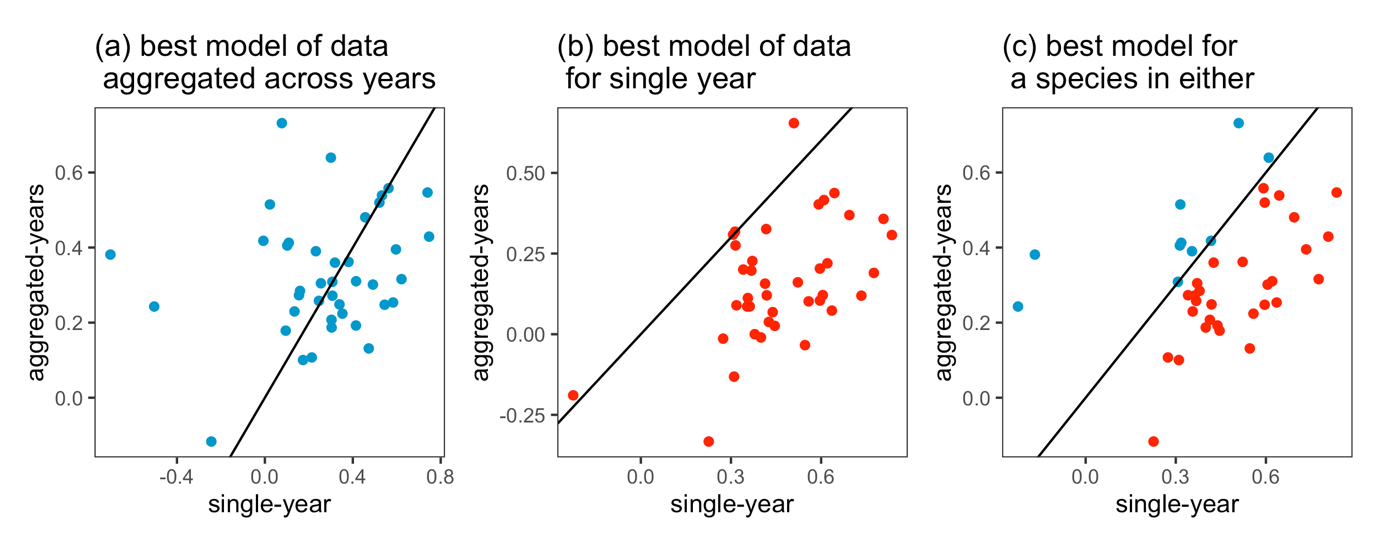 (a) best model of data
aggregated across years
aggregated-years
0.6
0.4
0.2
0.0
-0.4
0.0
0.4
0.8
single-year
(b) best model of data
for single year
aggregated-years
0.50
0.25
0.00
-0.25
0.0
0.3
0.6
single-year
(c) best model for
a species in either
aggregated-years
0.6
0.4
0.2
0.0
0.0
0.3
0.6
single-year